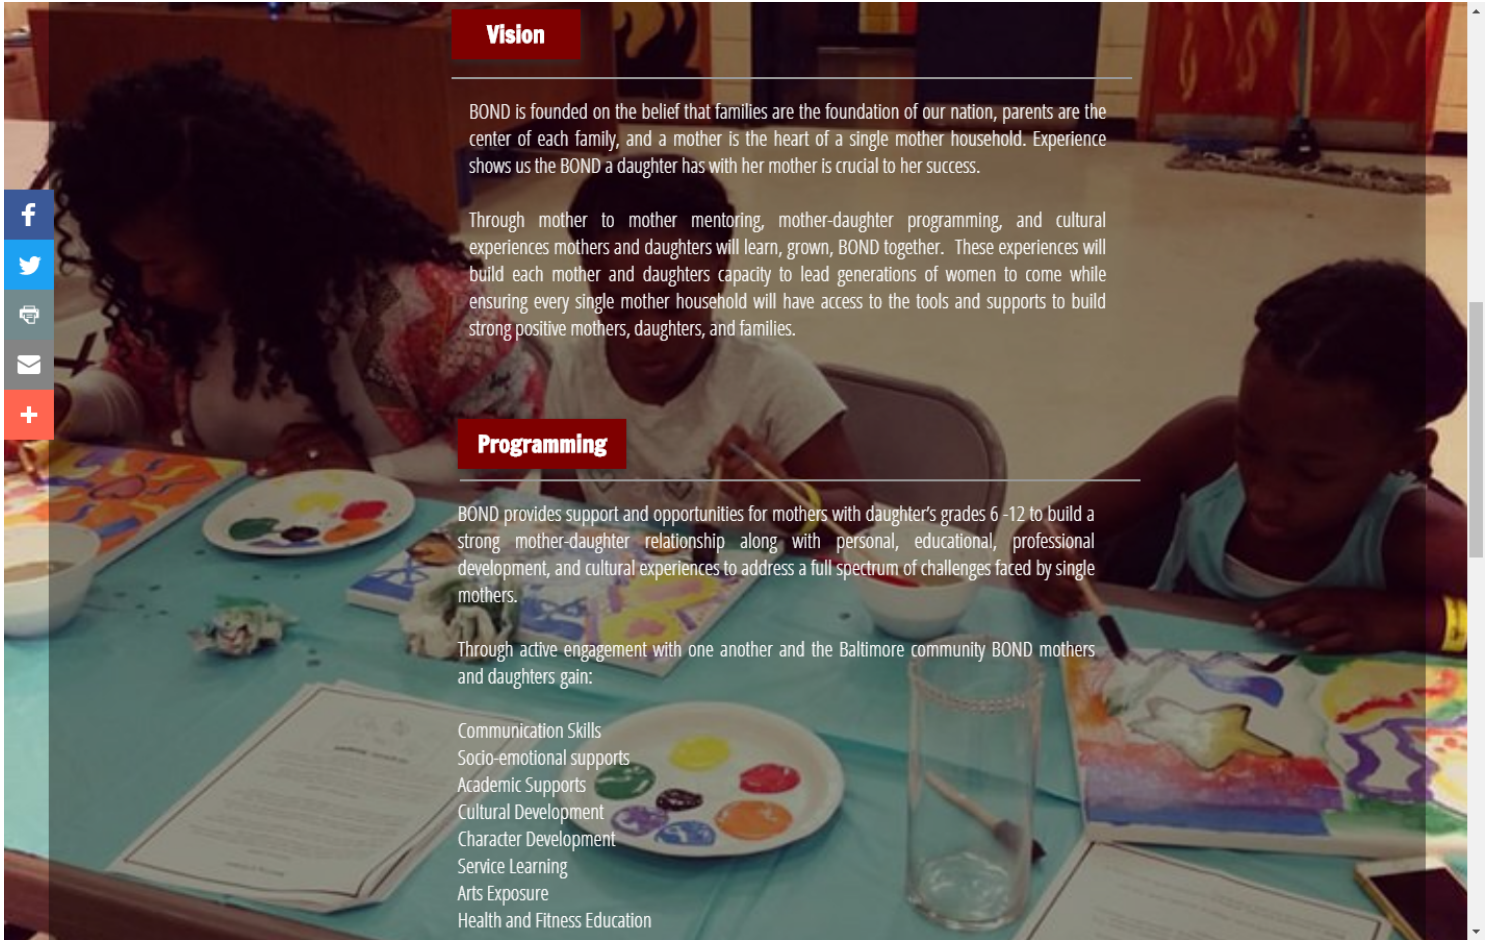 Vision
BOND is founded on the belief that families are the foundation of our nation, parents are the
center of each family, and a mother is the heart of a single mother household. Experience
shows us the BOND a daughter has with her mother is crucial to her success.
Through mother to mother mentoring, mother-daughter programming, and cultural
experiences mothers and daughters will learn, grown, BOND together. These experiences will
build each mother and daughters capacity to lead generations of women to come while
ensuring every single mother household will have access to the tools and supports to build
strong positive mothers, daughters, and families.
Programming
BOND provides support and opportunities for mothers with daughter's grades 6 -12 to build a
strong mother-daughter relationship along with personal, educational, professional
development, and cultural experiences to address a full spectrum of challenges faced by single
mothers.
Through active engagement with one another and the Baltimore community BOND mothers
and daughters gain:
Communication Skills
Socio-emotional supports
Academic Supports
Cultural Development
Character Development
Service Learning
Arts Exposure
Health and Fitness Education